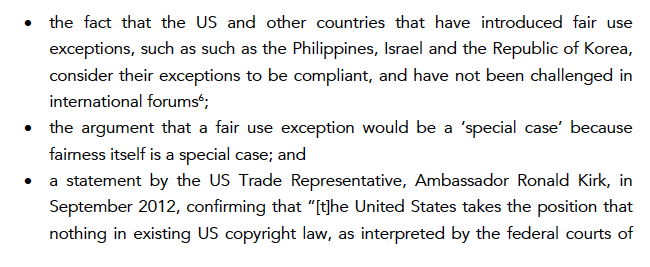 • the fact that the US and other countries that have introduced fair use
exceptions, such as such as the Philippines, Israel and the Republic of Korea,
consider their exceptions to be compliant, and have not been challenged in
international forums⁶;
• the argument that a fair use exception would be a ‘special case’ because
fairness itself is a special case; and
• a statement by the US Trade Representative, Ambassador Ronald Kirk, in
September 2012, confirming that “[t]he United States takes the position that
nothing in existing US copyright law, as interpreted by the federal courts of